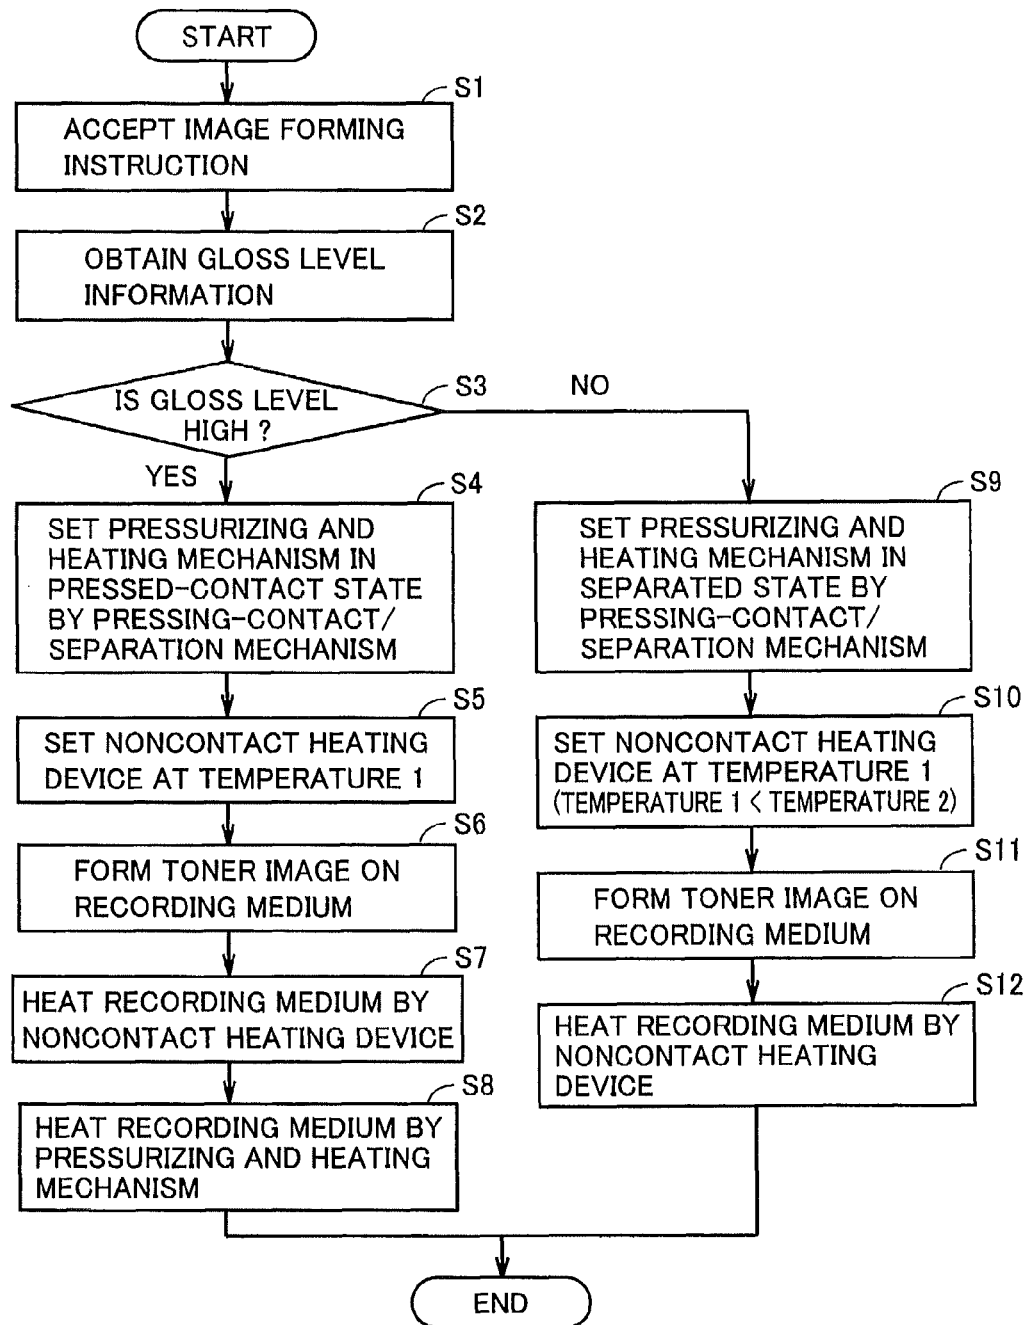 START
S1
ACCEPT IMAGE FORMING
INSTRUCTION
S2
OBTAIN GLOSS LEVEL
INFORMATION
S3
IS GLOSS LEVEL
HIGH ?
NO
YES
S4
SET PRESSURIZING AND
HEATING MECHANISM IN
PRESSED-CONTACT STATE
BY PRESSING-CONTACT/
SEPARATION MECHANISM
S5
SET NONCONTACT HEATING
DEVICE AT TEMPERATURE 1
S6
FORM TONER IMAGE ON
RECORDING MEDIUM
S7
HEAT RECORDING MEDIUM BY
NONCONTACT HEATING DEVICE
S8
HEAT RECORDING MEDIUM BY
PRESSURIZING AND HEATING
MECHANISM
S9
SET PRESSURIZING AND
HEATING MECHANISM IN
SEPARATED STATE BY
PRESSING-CONTACT/
SEPARATION MECHANISM
S10
SET NONCONTACT HEATING
DEVICE AT TEMPERATURE 1
(TEMPERATURE 1 < TEMPERATURE 2)
S11
FORM TONER IMAGE ON
RECORDING MEDIUM
S12
HEAT RECORDING MEDIUM BY
NONCONTACT HEATING
DEVICE
END